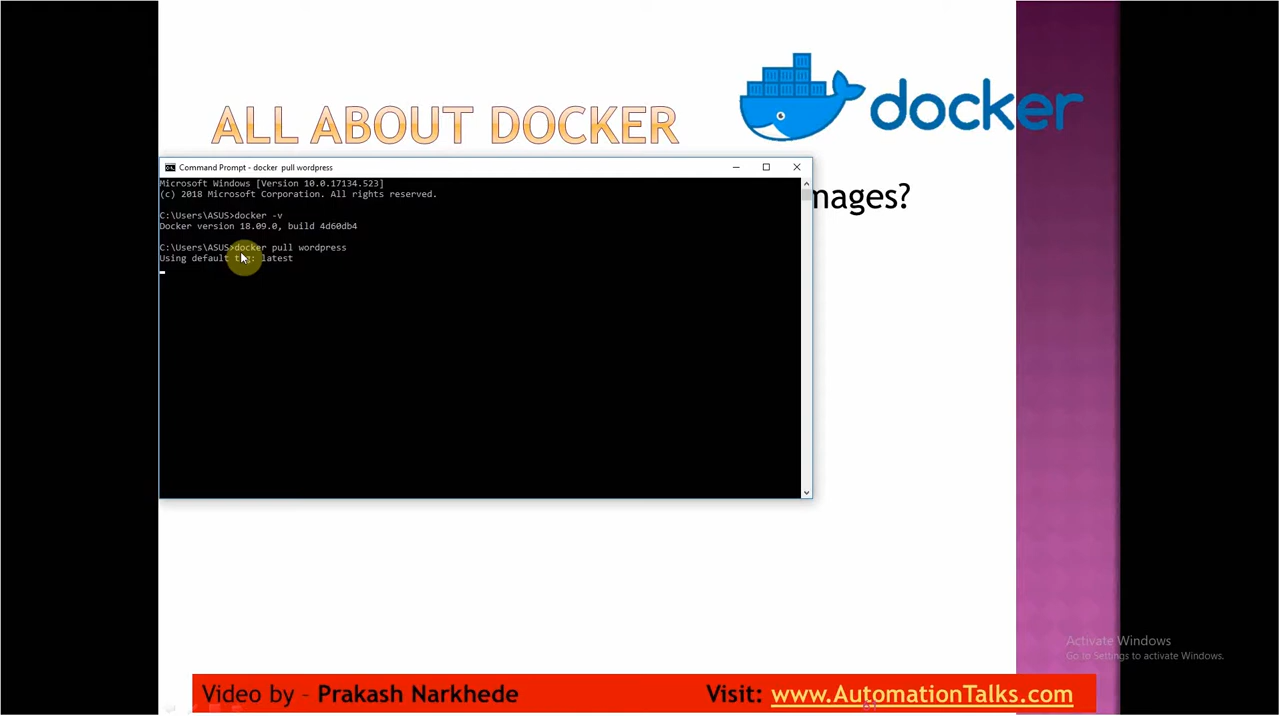 ALL ABOUT DOCKER
docker
Command Prompt - docker pull wordpress
Microsoft Windows [Version 10.0.17134.523]
(c) 2018 Microsoft Corporation. All rights reserved.
mages?
C:\Users\ASUS>docker -v
Docker version 18.09.0, build 4d60db4
C:\Users\ASUS>docker pull wordpress
Using default tag: latest
Activate Windows
Go to Settings to activate Windows.
Video by - Prakash Narkhede
Visit: www.AutomationTalks.com